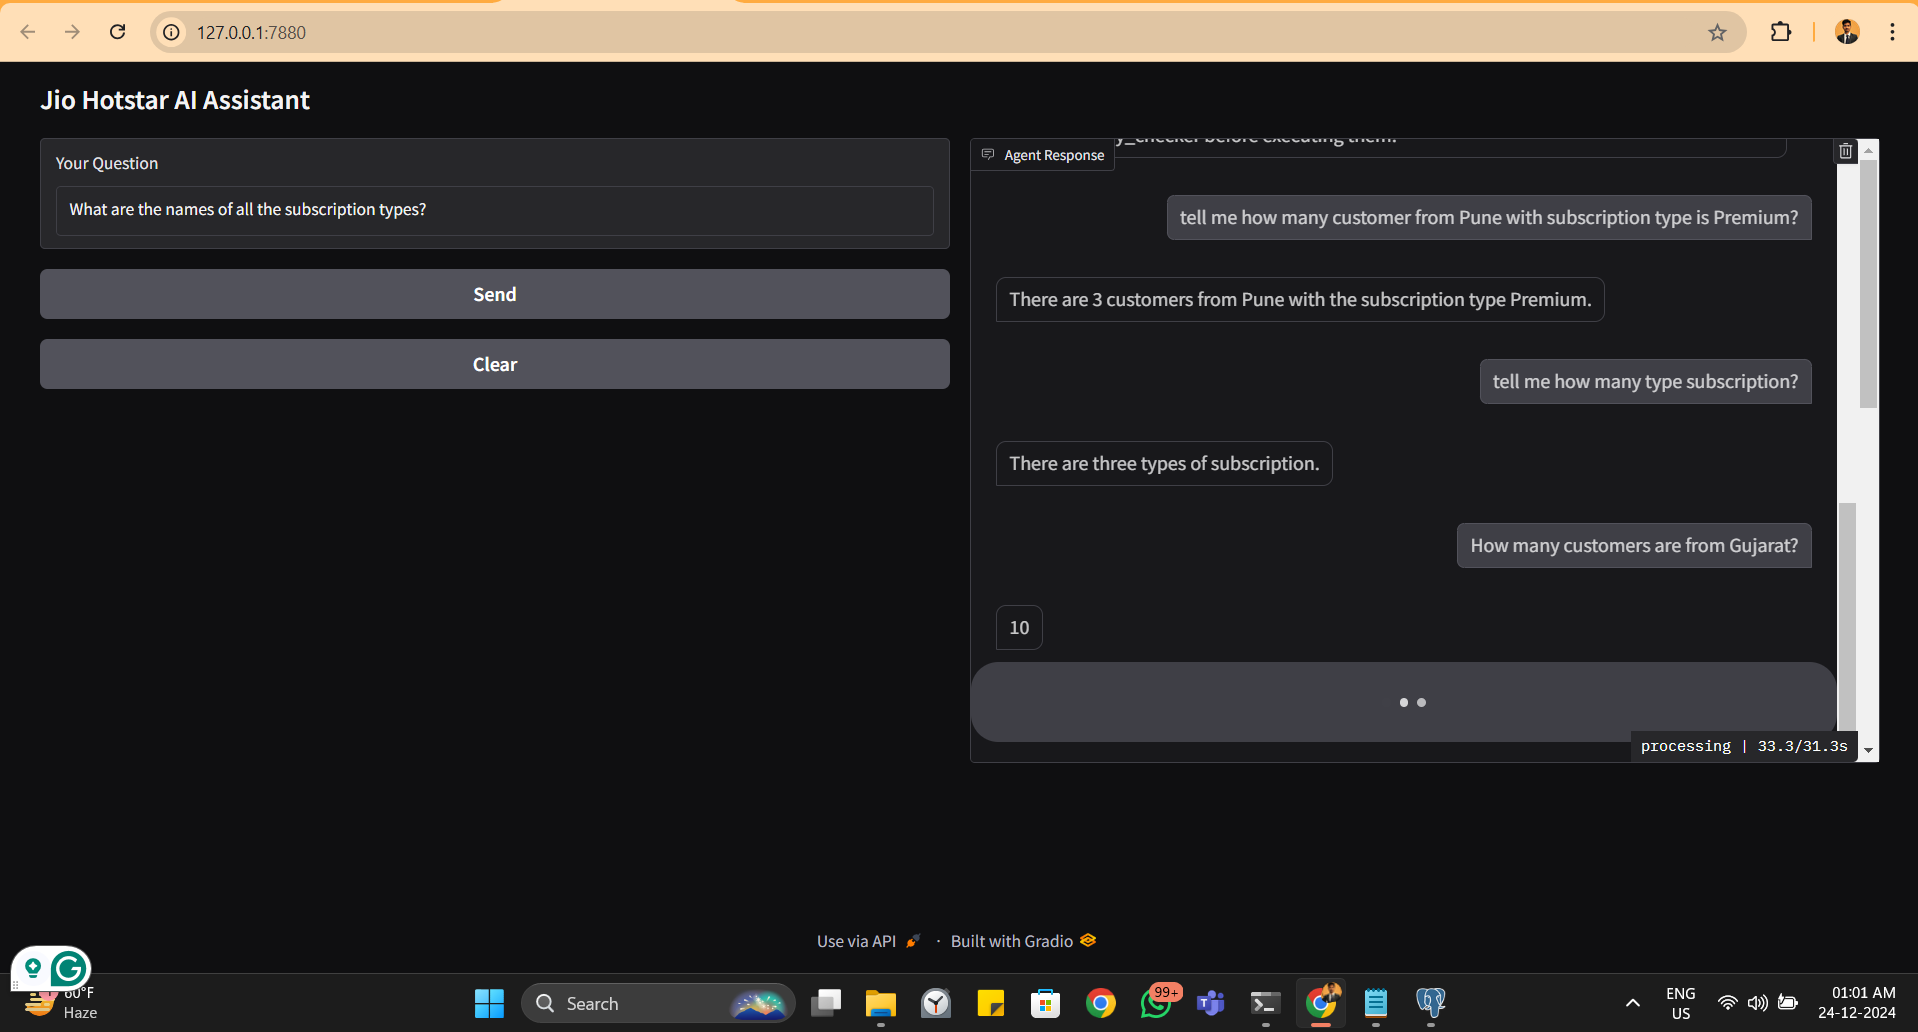 127.0.0.1:7880
Jio Hotstar AI Assistant
Your Question
What are the names of all the subscription types?
Send
Clear
Agent Response
y_checker before executing them.
tell me how many customer from Pune with subscription type is Premium?
There are 3 customers from Pune with the subscription type Premium.
tell me how many type subscription?
There are three types of subscription.
How many customers are from Gujarat?
10
processing | 33.3/31.3s
Use via API · Built with Gradio
60°F
Haze
Search
99+
ENG
US
01:01 AM
24-12-2024